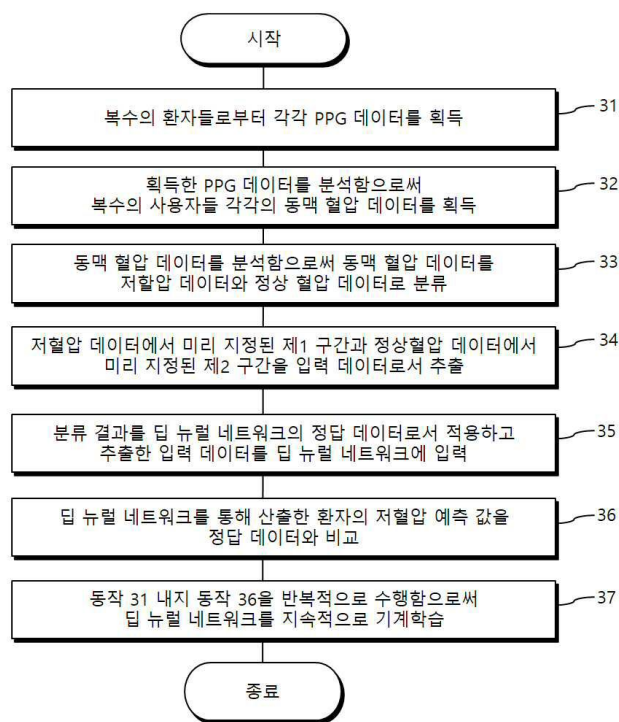 시작
복수의 환자들로부터 각각 PPG 데이터를 획득
31
획득한 PPG 데이터를 분석함으로써
복수의 사용자들 각각의 동맥 혈압 데이터를 획득
32
동맥 혈압 데이터를 분석함으로써 동맥 혈압 데이터를
저할압 데이터와 정상 혈압 데이터로 분류
33
저혈압 데이터에서 미리 지정된 제1 구간과 정상혈압 데이터에서
미리 지정된 제2 구간을 입력 데이터로서 추출
34
분류 결과를 딥 뉴럴 네트워크의 정답 데이터로서 적용하고
추출한 입력 데이터를 딥 뉴럴 네트워크에 입력
35
딥 뉴럴 네트워크를 통해 산출한 환자의 저혈압 예측 값을
정답 데이터와 비교
36
동작 31 내지 동작 36을 반복적으로 수행함으로써
딥 뉴럴 네트워크를 지속적으로 기계학습
37
종료